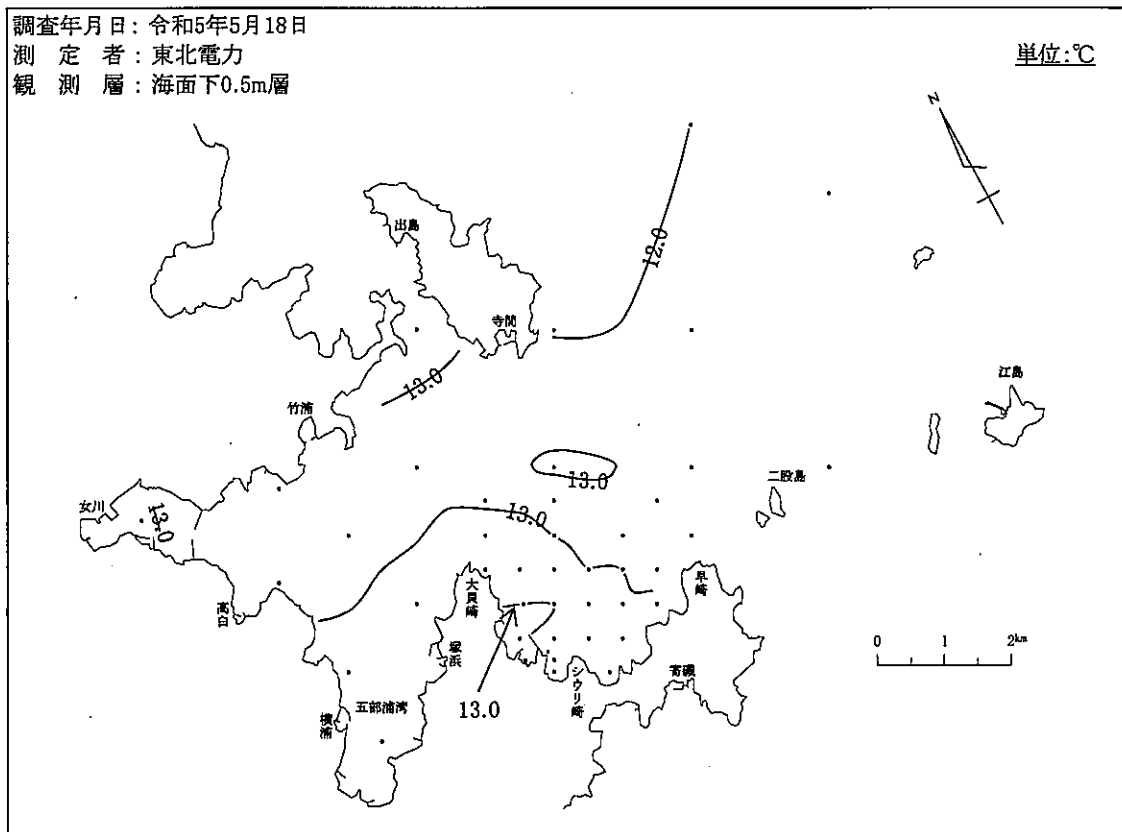 調査年月日：令和5年5月18日
測定者：東北電力
観測層：海面下0.5m層
単位:℃
N
出島
12.0
寺間
13.0
江島
竹浦
13.0
二股島
女川
13.0
13.0
大貝崎
早崎
高白
0 1 2km
塚浜
シウリ崎
寄磯
13.0
五部浦湾
横浦